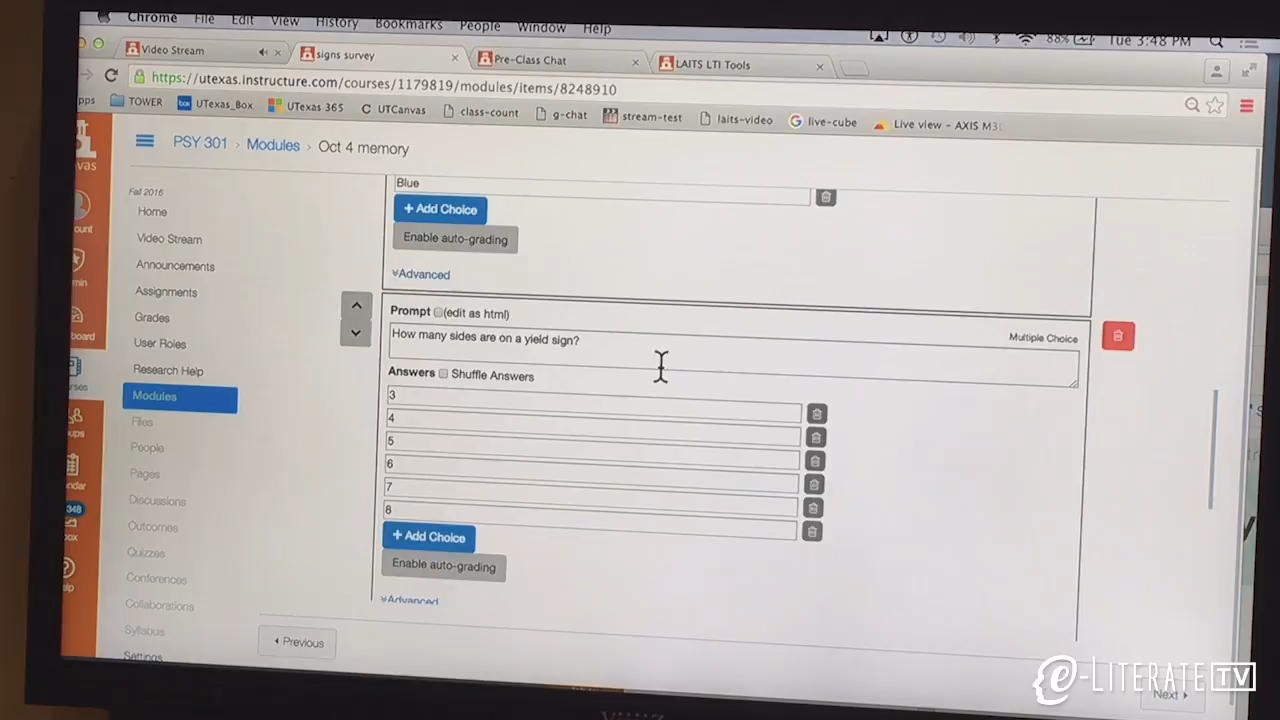 Chrome File Edit View History Bookmarks People Window Help 88% Tue 3:48 PM
Video Stream signs survey Pre-Class Chat LAITS LTI Tools
https://utexas.instructure.com/courses/1179819/modules/items/8248910
TOWER UTexas_Box UTexas 365 UTCanvas class-count g-chat stream-test laits-video live-cube Live view - AXIS M3
PSY 301 › Modules › Oct 4 memory
Fall 2016
Home
Video Stream
Announcements
Assignments
Grades
User Roles
Research Help
Modules
Files
People
Pages
Discussions
Outcomes
Quizzes
Conferences
Collaborations
Syllabus
Settings
348
Blue
+ Add Choice
Enable auto-grading
Advanced
Prompt (edit as html)
Multiple Choice
How many sides are on a yield sign?
Answers Shuffle Answers
3
4
5
6
7
8
+ Add Choice
Enable auto-grading
Advanced
Previous
Next
e-LITERATE TV